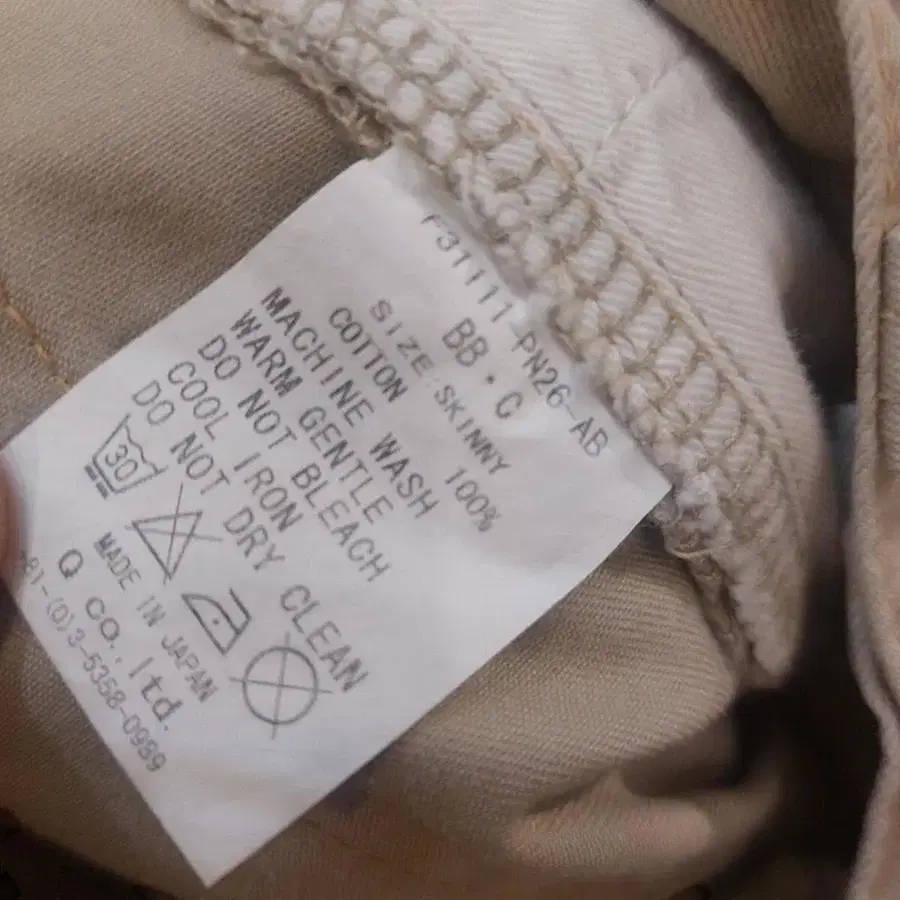 F31111-PN26-AB
BB・C
SIZE:SKINNY
COTTON 100%
MACHINE WASH
WARM GENTLE
DO NOT BLEACH
COOL IRON
DO NOT DRY CLEAN
30
MADE IN JAPAN
Q co.,ltd.
+81-(0)3-5358-0989